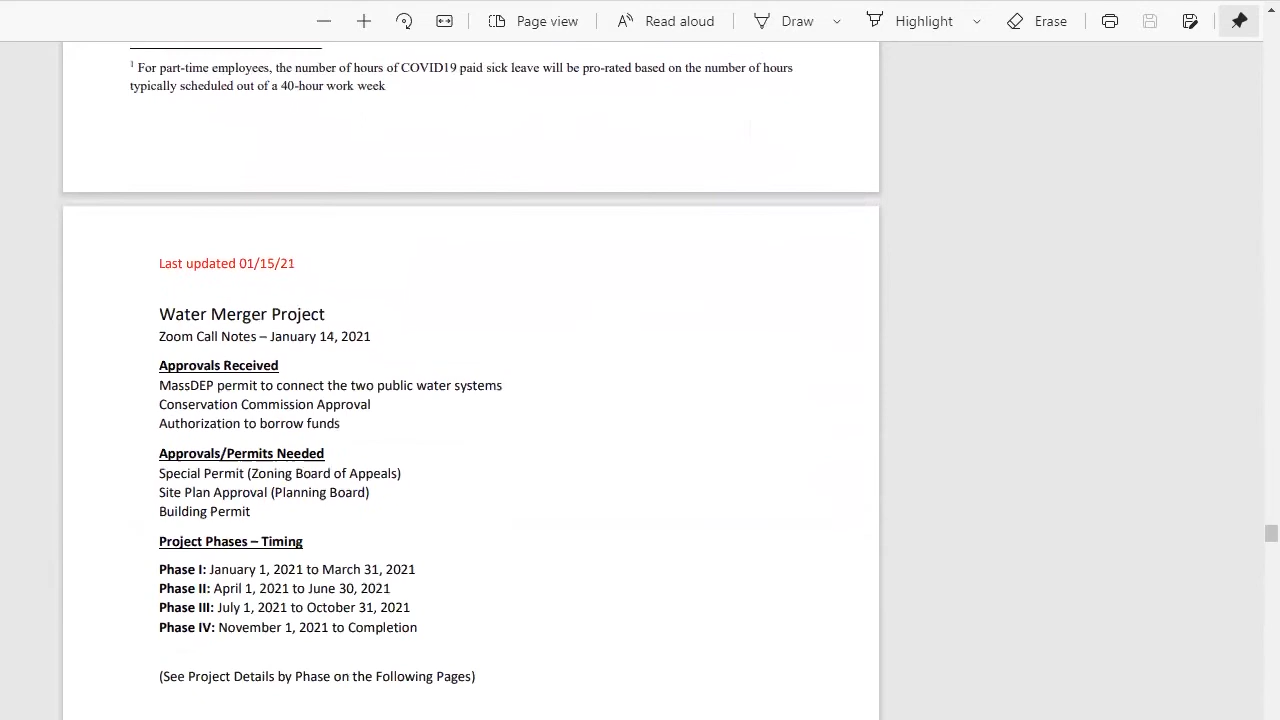 Page view
Read aloud
Draw
Highlight
Erase
1 For part-time employees, the number of hours of COVID19 paid sick leave will be pro-rated based on the number of hours
typically scheduled out of a 40-hour work week
Last updated 01/15/21
Water Merger Project
Zoom Call Notes – January 14, 2021
Approvals Received
MassDEP permit to connect the two public water systems
Conservation Commission Approval
Authorization to borrow funds
Approvals/Permits Needed
Special Permit (Zoning Board of Appeals)
Site Plan Approval (Planning Board)
Building Permit
Project Phases – Timing
Phase I: January 1, 2021 to March 31, 2021
Phase II: April 1, 2021 to June 30, 2021
Phase III: July 1, 2021 to October 31, 2021
Phase IV: November 1, 2021 to Completion
(See Project Details by Phase on the Following Pages)